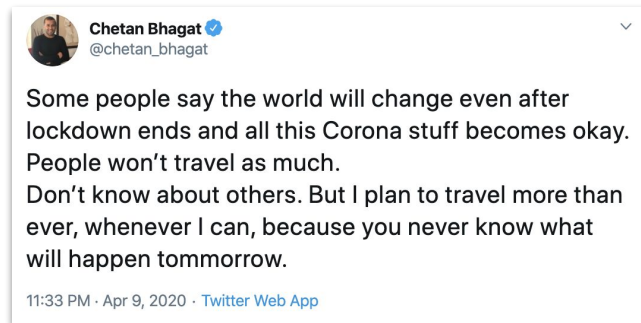 Chetan Bhagat
@chetan_bhagat
Some people say the world will change even after
lockdown ends and all this Corona stuff becomes okay.
People won’t travel as much.
Don’t know about others. But I plan to travel more than
ever, whenever I can, because you never know what
will happen tommorrow.
11:33 PM · Apr 9, 2020 · Twitter Web App